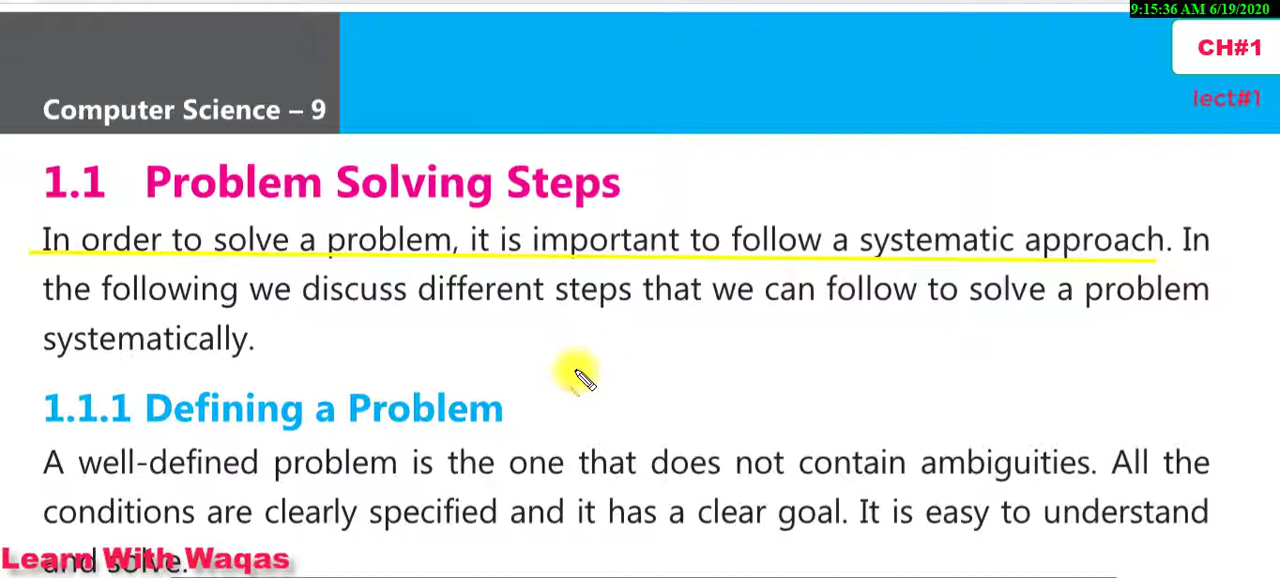 9:15:36 AM 6/19/2020
CH#1
lect#1
Computer Science – 9
1.1 Problem Solving Steps
In order to solve a problem, it is important to follow a systematic approach. In
the following we discuss different steps that we can follow to solve a problem
systematically.
1.1.1 Defining a Problem
A well-defined problem is the one that does not contain ambiguities. All the
conditions are clearly specified and it has a clear goal. It is easy to understand
and solve.
Learn With Waqas